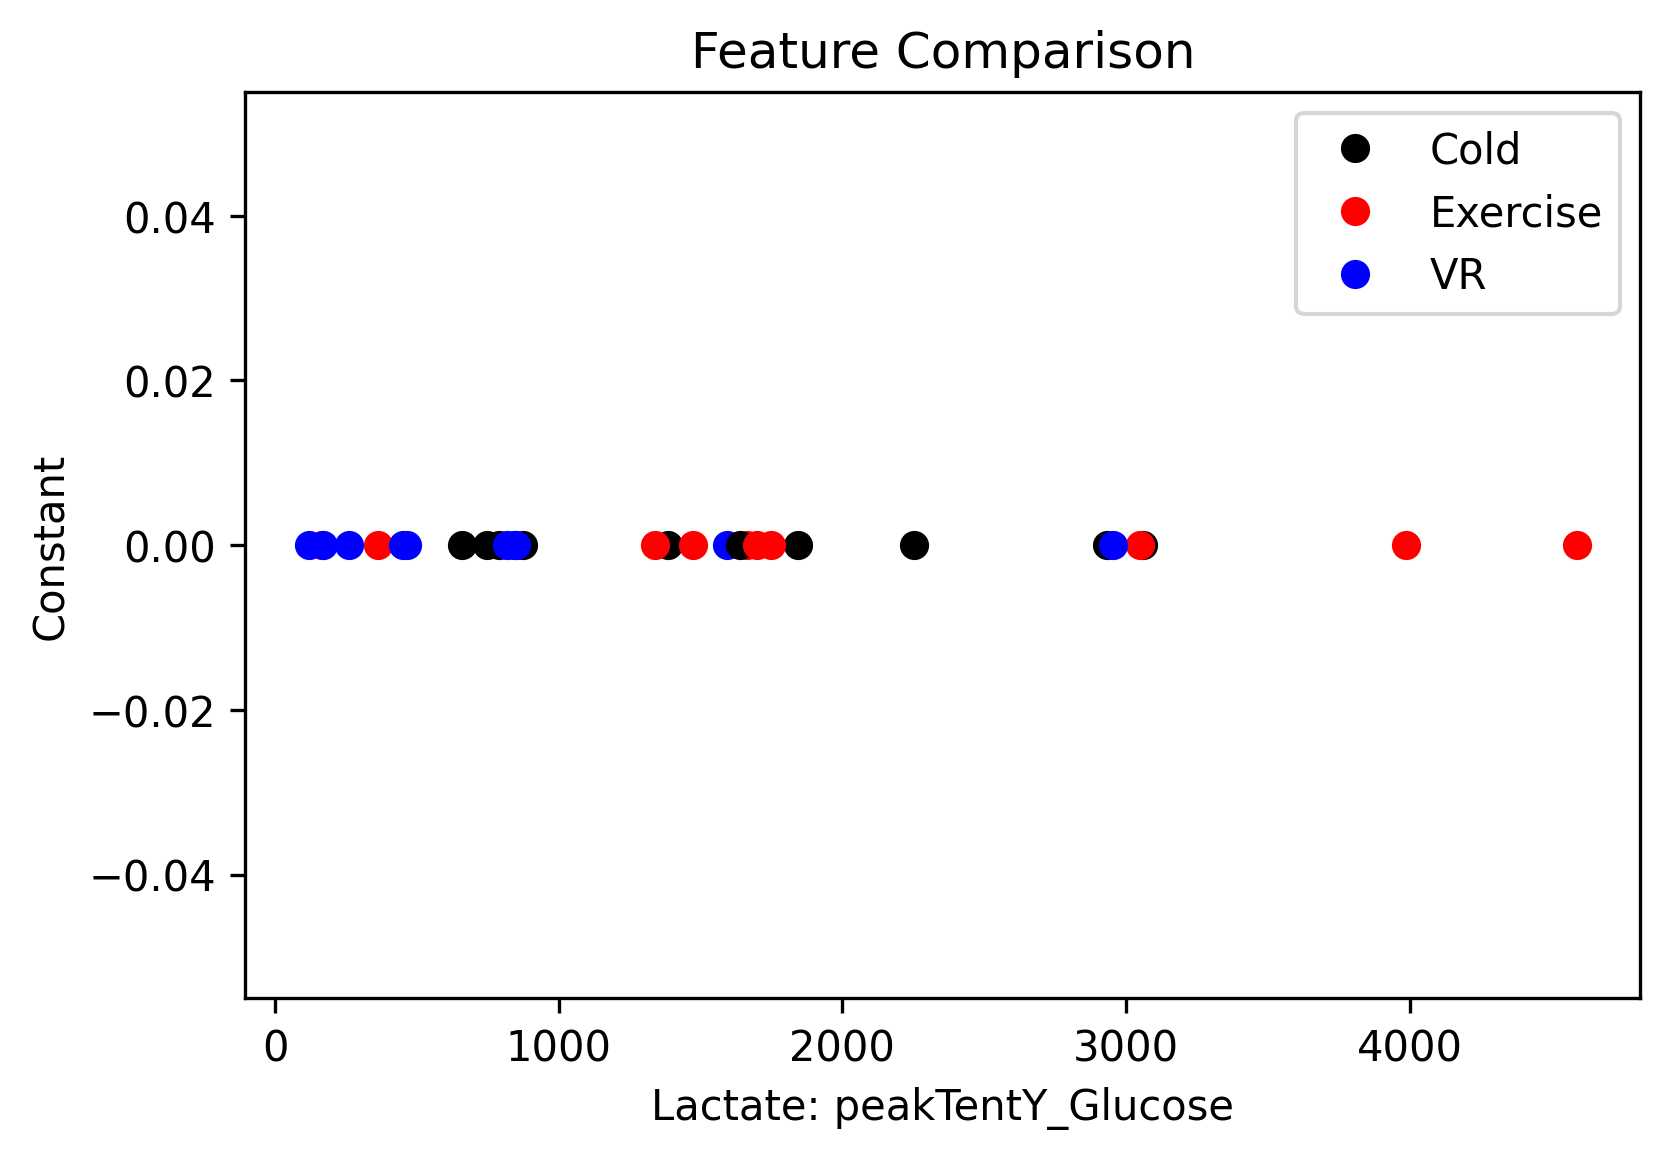 Feature Comparison
Cold
Exercise
VR
0.04
0.02
0.00
−0.02
−0.04
Constant
0 1000 2000 3000 4000
Lactate: peakTentY_Glucose